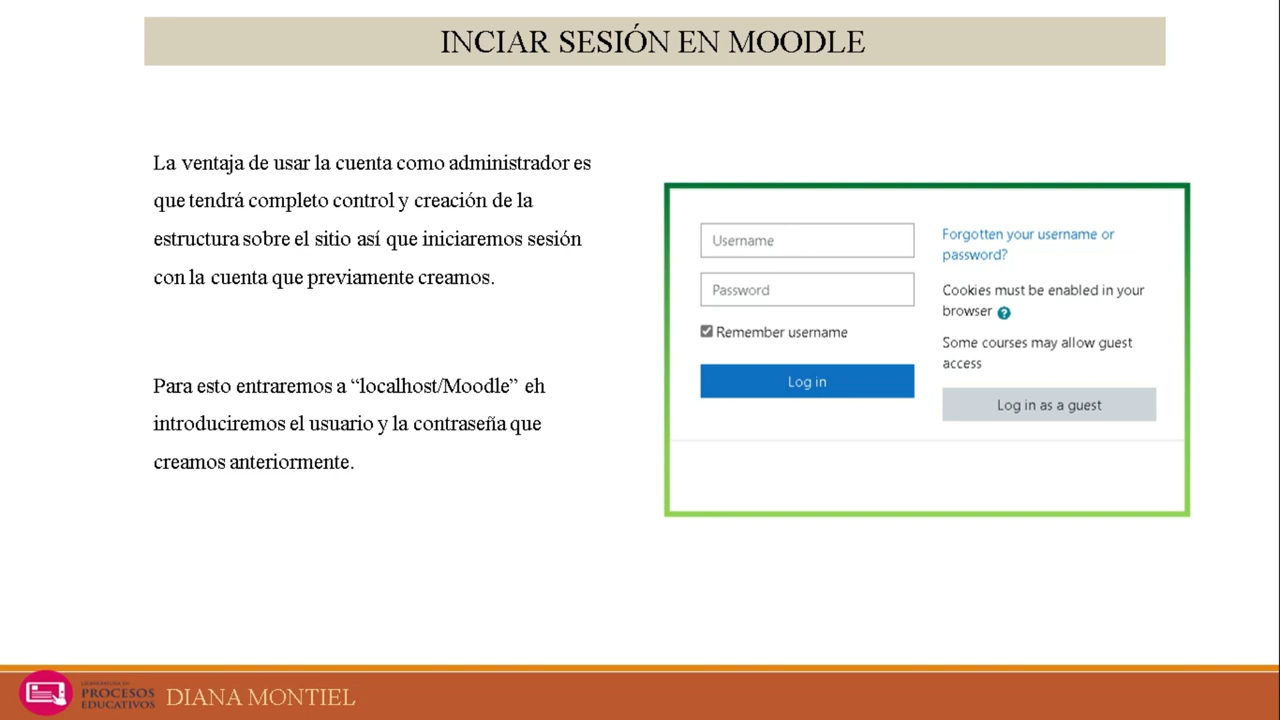 INCIAR SESIÓN EN MOODLE
La ventaja de usar la cuenta como administrador es
que tendrá completo control y creación de la
estructura sobre el sitio así que iniciaremos sesión
con la cuenta que previamente creamos.
Para esto entraremos a “localhost/Moodle” eh
introduciremos el usuario y la contraseña que
creamos anteriormente.
Username
Password
Remember username
Log in
Forgotten your username or
password?
Cookies must be enabled in your
browser ?
Some courses may allow guest
access
Log in as a guest
PROCESOS
EDUCATIVOS
DIANA MONTIEL